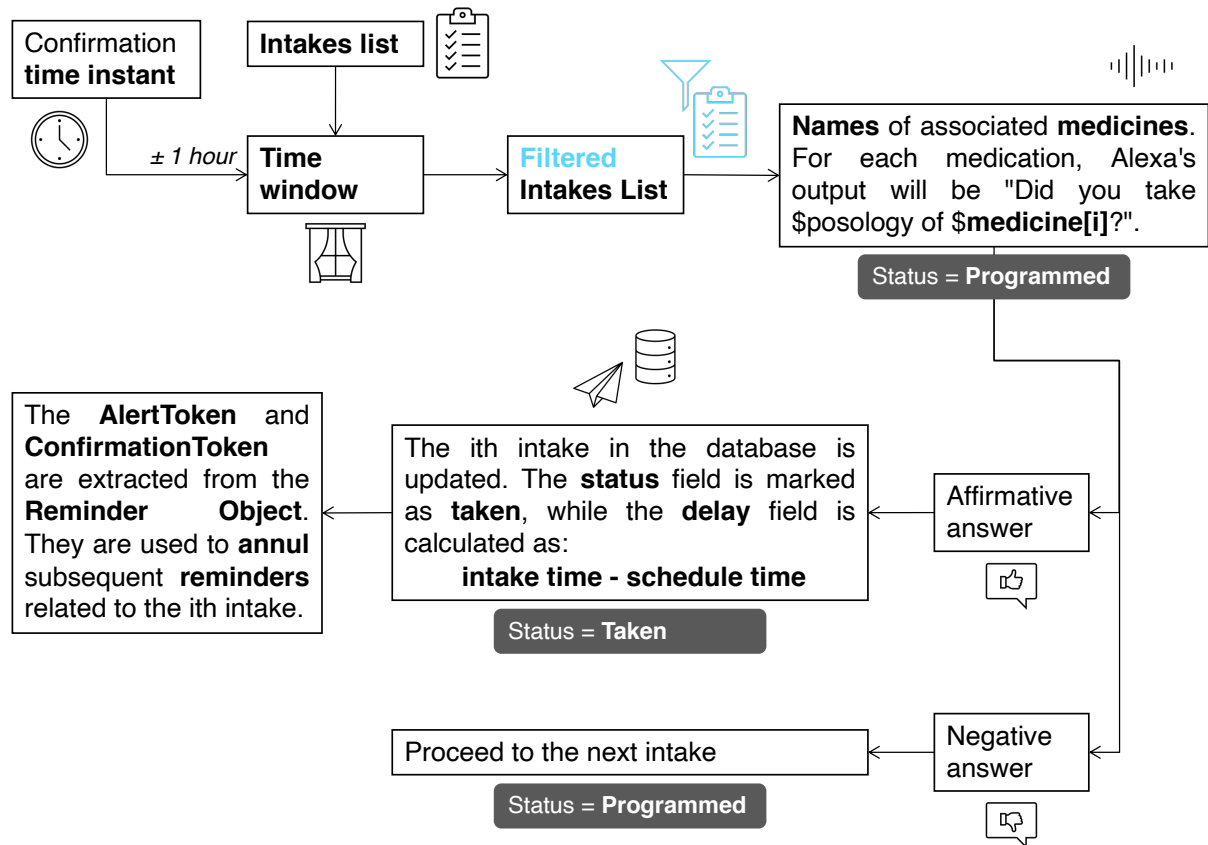 Confirmation
time instant
Intakes list
± 1 hour
Time
window
Filtered
Intakes List
Names of associated medicines.
For each medication, Alexa's
output will be "Did you take
$posology of $medicine[i]?".
Status = Programmed
The AlertToken and
ConfirmationToken
are extracted from the
Reminder Object.
They are used to annul
subsequent reminders
related to the ith intake.
The ith intake in the database is
updated. The status field is marked
as taken, while the delay field is
calculated as:
intake time - schedule time
Status = Taken
Affirmative
answer
Proceed to the next intake
Status = Programmed
Negative
answer